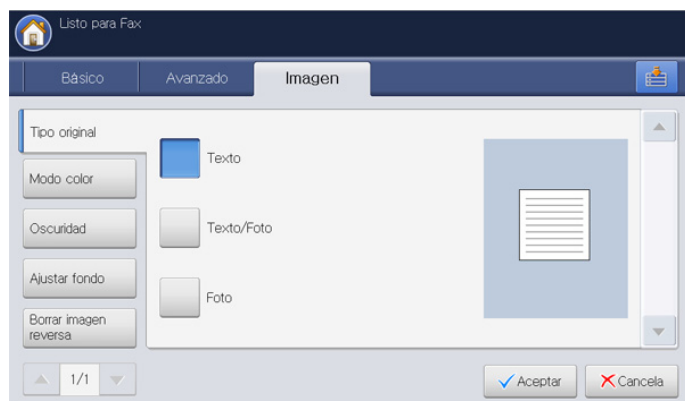 Listo para Fax
Básico
Avanzado
Imagen
Tipo original
Modo color
Oscuridad
Ajustar fondo
Borrar imagen
reversa
Texto
Texto/Foto
Foto
1/1
Aceptar
Cancela